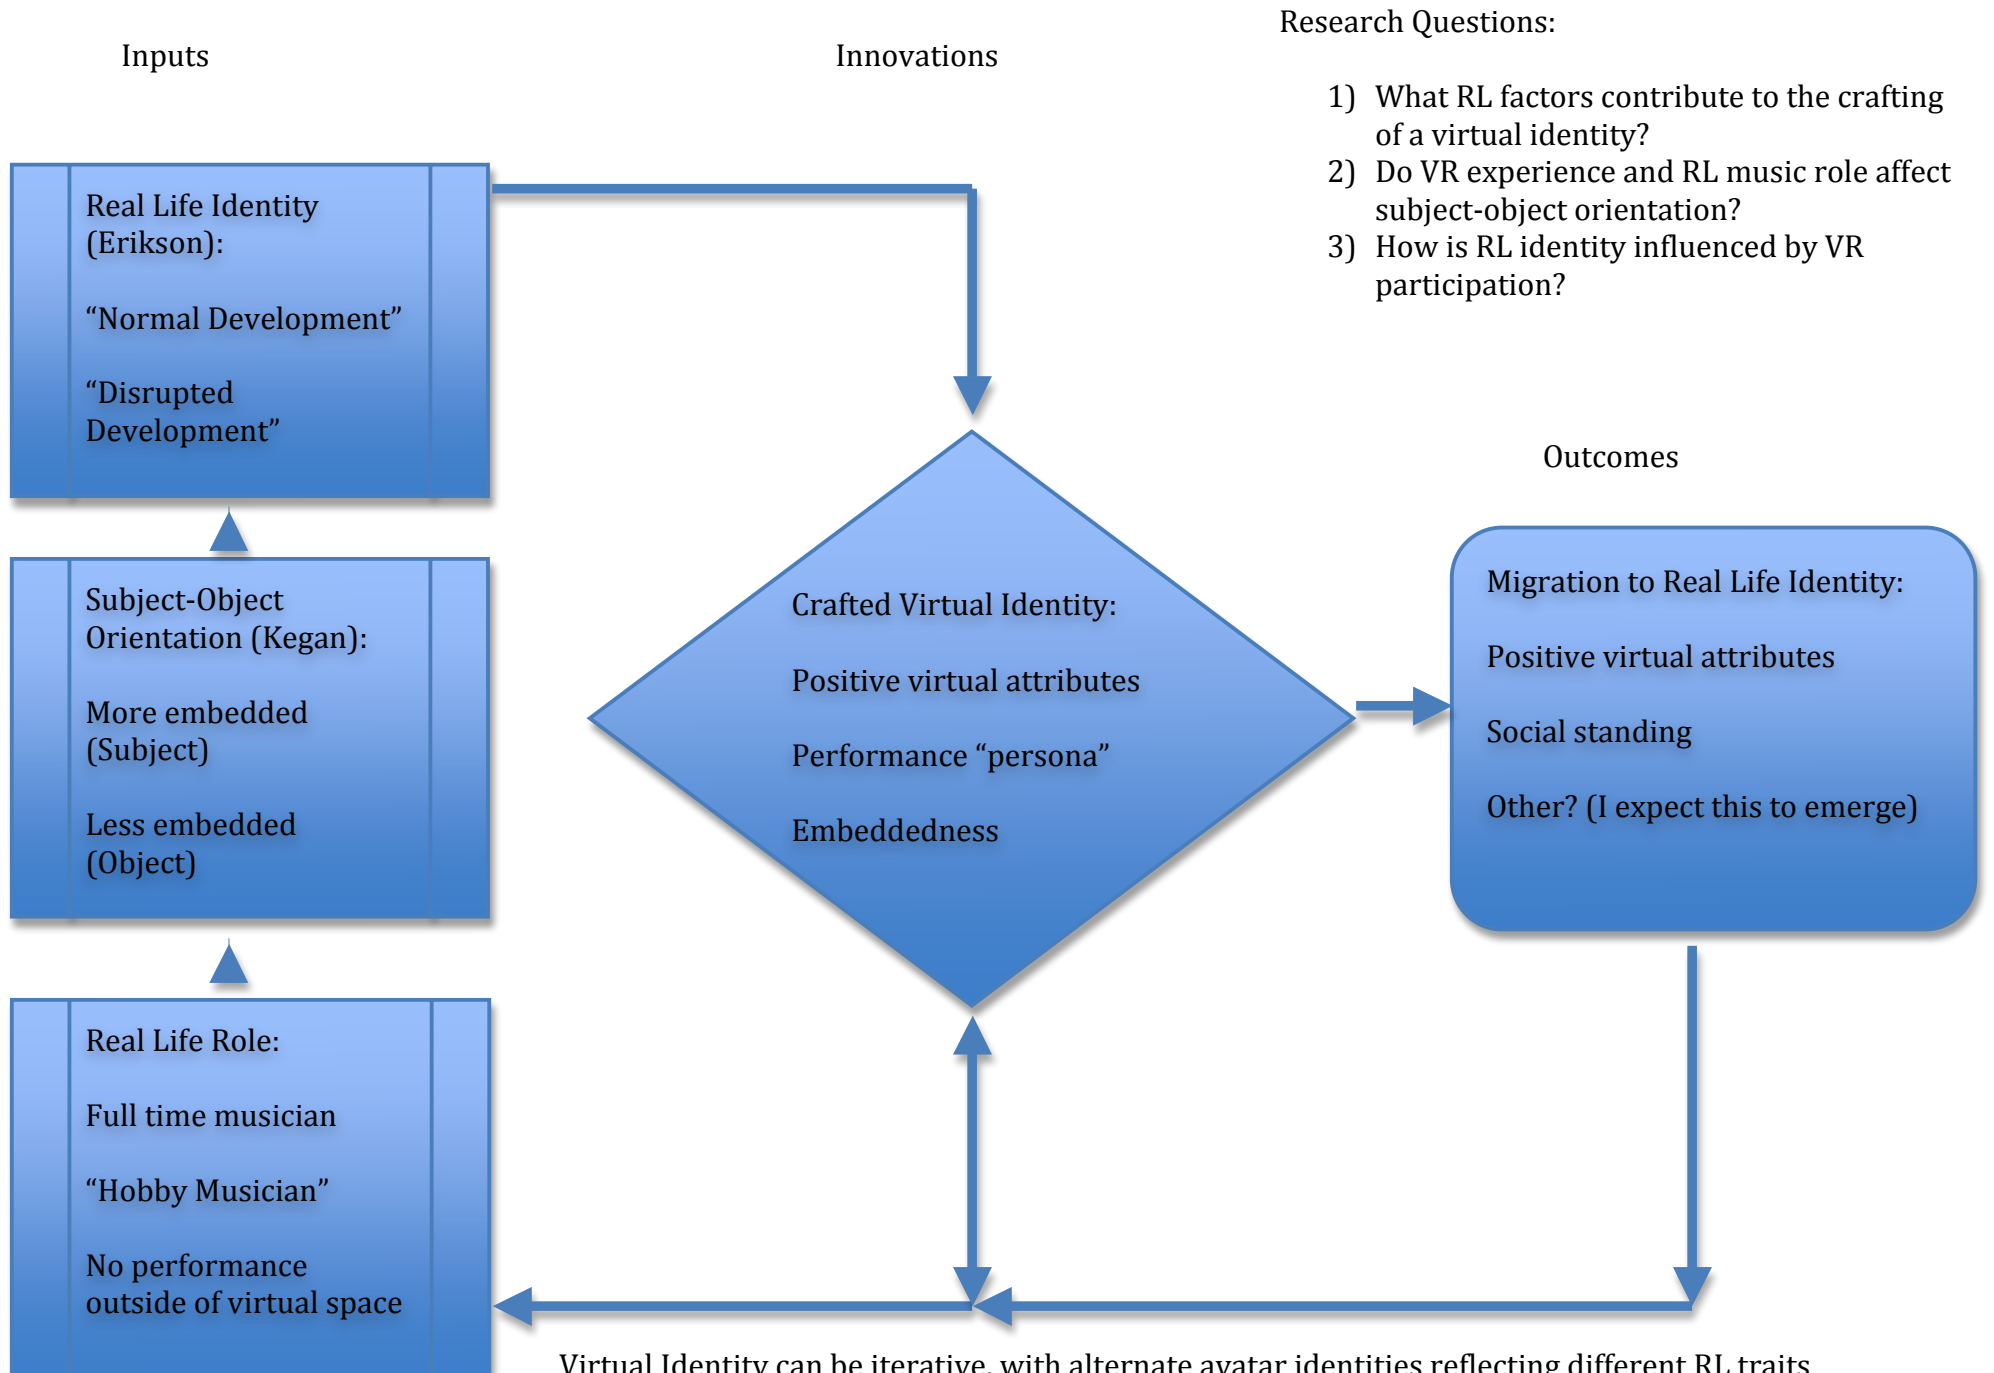 Inputs
Innovations
Research Questions:
1) What RL factors contribute to the crafting
of a virtual identity?
2) Do VR experience and RL music role affect
subject-object orientation?
3) How is RL identity influenced by VR
participation?
Real Life Identity
(Erikson):
“Normal Development”
“Disrupted
Development”
Subject-Object
Orientation (Kegan):
More embedded
(Subject)
Less embedded
(Object)
Real Life Role:
Full time musician
“Hobby Musician”
No performance
outside of virtual space
Crafted Virtual Identity:
Positive virtual attributes
Performance “persona”
Embeddedness
Outcomes
Migration to Real Life Identity:
Positive virtual attributes
Social standing
Other? (I expect this to emerge)
Virtual Identity can be iterative, with alternate avatar identities reflecting different RL traits